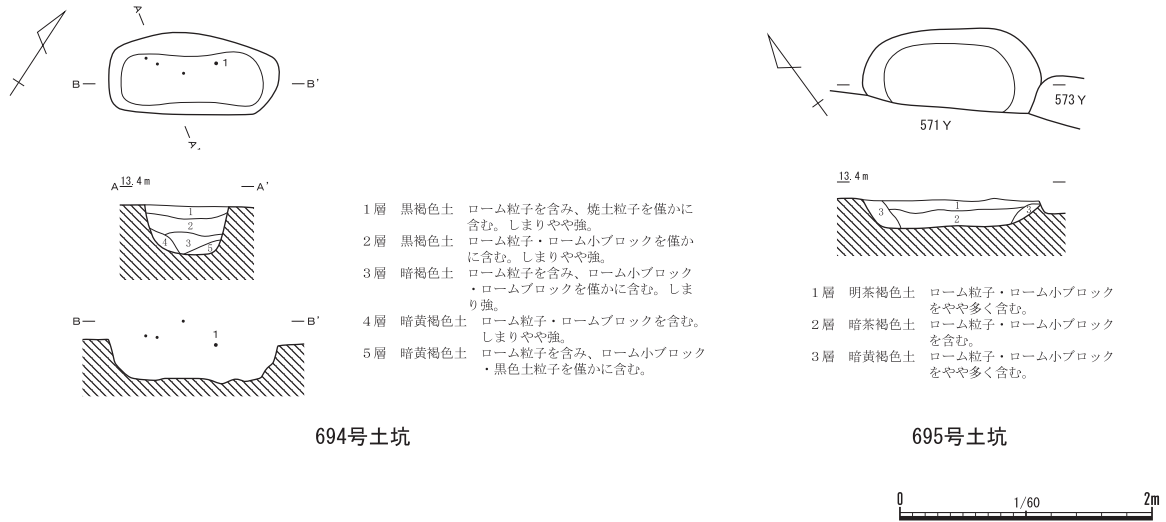 A
1
B
B'
A'
573Y
571Y
A 13.4m A'
1
2
4 3 5
B B'
1
1層 黒褐色土 ローム粒子を含み、焼土粒子を僅かに
含む。しまりやや強。
2層 黒褐色土 ローム粒子・ローム小ブロックを僅か
に含む。しまりやや強。
3層 暗褐色土 ローム粒子を含み、ローム小ブロック
・ロームブロックを僅かに含む。しま
り強。
4層 暗黄褐色土 ローム粒子・ロームブロックを含む。
しまりやや強。
5層 暗黄褐色土 ローム粒子を含み、ローム小ブロック
・黒色土粒子を僅かに含む。
694号土坑
13.4m
3 1 3
2
1層 明茶褐色土 ローム粒子・ローム小ブロック
をやや多く含む。
2層 暗茶褐色土 ローム粒子・ローム小ブロック
を含む。
3層 暗黄褐色土 ローム粒子・ローム小ブロック
をやや多く含む。
695号土坑
0 1/60 2m